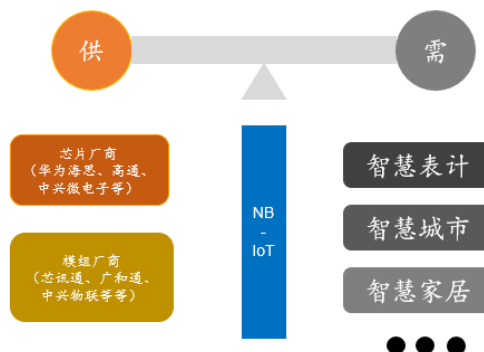 供
需
芯片厂商
（华为海思、高通、
中兴微电子等）
模组厂商
（芯讯通、广和通、
中兴物联等等）
NB
-
IoT
智慧表计
智慧城市
智慧家居